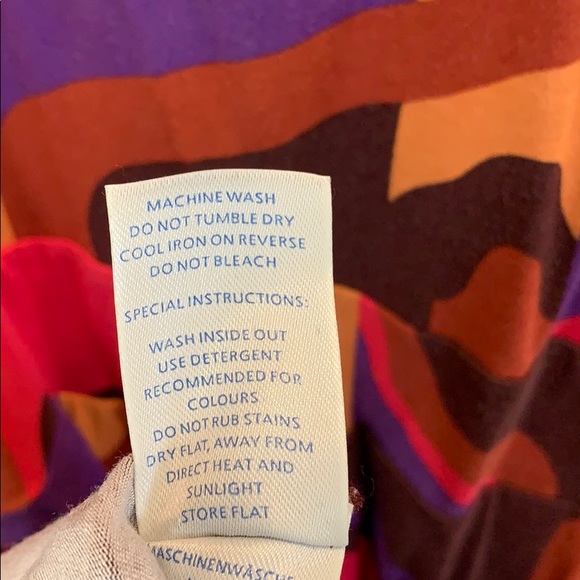 MACHINE WASH
DO NOT TUMBLE DRY
COOL IRON ON REVERSE
DO NOT BLEACH
SPECIAL INSTRUCTIONS:
WASH INSIDE OUT
USE DETERGENT
RECOMMENDED FOR
COLOURS
DO NOT RUB STAINS
DRY FLAT, AWAY FROM
DIRECT HEAT AND
SUNLIGHT
STORE FLAT
MASCHINENWÄSCHE